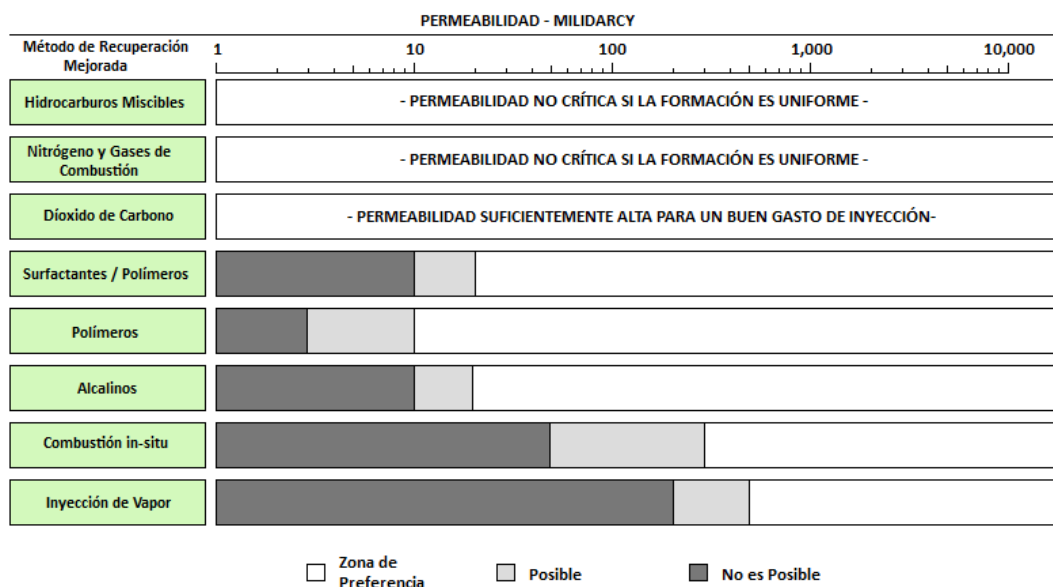 PERMEABILIDAD - MILIDARCY
Método de Recuperación
Mejorada
1 10 100 1,000 10,000
Hidrocarburos Miscibles
- PERMEABILIDAD NO CRÍTICA SI LA FORMACIÓN ES UNIFORME -
Nitrógeno y Gases de
Combustión
- PERMEABILIDAD NO CRÍTICA SI LA FORMACIÓN ES UNIFORME -
Díoxido de Carbono
- PERMEABILIDAD SUFICIENTEMENTE ALTA PARA UN BUEN GASTO DE INYECCIÓN-
Surfactantes / Polímeros
Polímeros
Alcalinos
Combustión in-situ
Inyección de Vapor
Zona de
Preferencia
Posible
No es Posible